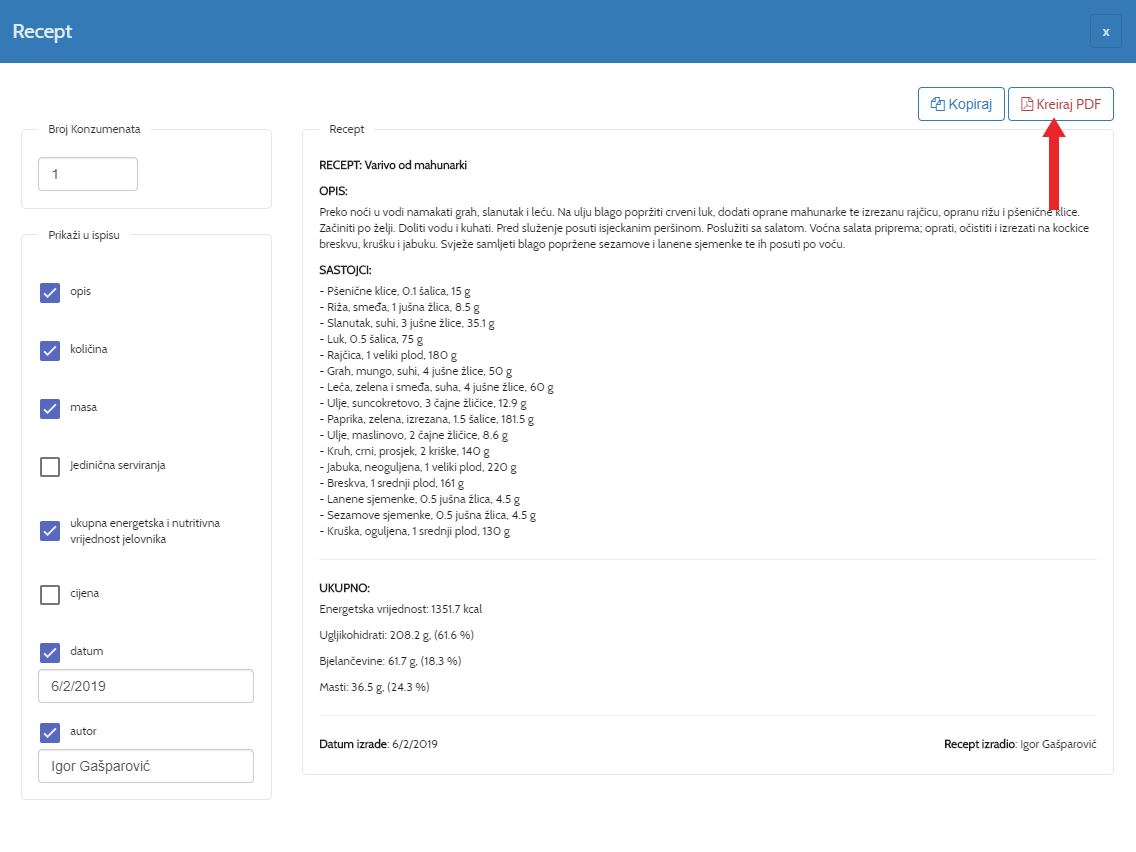 Recept
x
Kopiraj
Kreiraj PDF
Broj Konzumenata
1
Prikaži u ispisu
opis
količina
masa
Jedinična serviranja
ukupna energetska i nutritivna
vrijednost jelovnika
cijena
datum
6/2/2019
autor
Igor Gašparović
Recept
RECEPT: Varivo od mahunarki
OPIS:
Preko noći u vodi namakati grah, slanutak i leću. Na ulju blago popržiti crveni luk, dodati oprane mahunarke te izrezanu rajčicu, opranu rižu i pšenične klice.
Začiniti po želji. Doliti vodu i kuhati. Pred služenje posuti isjeckanim peršinom. Poslužiti sa salatom. Voćna salata priprema; oprati, očistiti i izrezati na kockice
breskvu, krušku i jabuku. Svježe samljeti blago popržene sezamove i lanene sjemenke te ih posuti po voću.
SASTOJCI:
- Pšenične klice, 0.1 šalica, 15 g
- Riža, smeđa, 1 jušna žlica, 8.5 g
- Slanutak, suhi, 3 jušne žlice, 35.1 g
- Luk, 0.5 šalica, 75 g
- Rajčica, 1 veliki plod, 180 g
- Grah, mungo, suhi, 4 jušne žlice, 50 g
- Leća, zelena i smeđa, suha, 4 jušne žlice, 60 g
- Ulje, suncokretovo, 3 čajne žličice, 12.9 g
- Paprika, zelena, izrezana, 1.5 šalice, 181.5 g
- Ulje, maslinovo, 2 čajne žličice, 8.6 g
- Kruh, crni, prosjek, 2 kriške, 140 g
- Jabuka, neoguljena, 1 veliki plod, 220 g
- Breskva, 1 srednji plod, 161 g
- Lanene sjemenke, 0.5 jušna žlica, 4.5 g
- Sezamove sjemenke, 0.5 jušna žlica, 4.5 g
- Kruška, oguljena, 1 srednji plod, 130 g
UKUPNO:
Energetska vrijednost: 1351.7 kcal
Ugljikohidrati: 208.2 g, (61.6 %)
Bjelančevine: 61.7 g, (18.3 %)
Masti: 36.5 g, (24.3 %)
Datum izrade: 6/2/2019
Recept izradio: Igor Gašparović